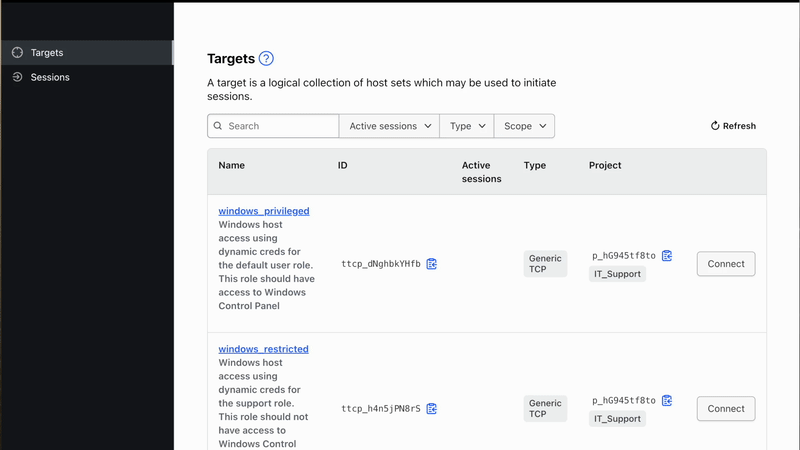 Targets
Sessions
Targets
A target is a logical collection of host sets which may be used to initiate
sessions.
Search
Active sessions
Type
Scope
Refresh
Name
ID
Active
sessions
Type
Project
windows_privileged
Windows host
access using
dynamic creds for
the default user role.
This role should have
access to Windows
Control Panel
ttcp_dNghbkYHfb
Generic
TCP
p_hG945tf8to
IT_Support
Connect
windows_restricted
Windows host
access using
dynamic creds for
the support role.
This role should not
have access to
Windows Control
ttcp_h4n5jPN8rS
Generic
TCP
p_hG945tf8to
IT_Support
Connect